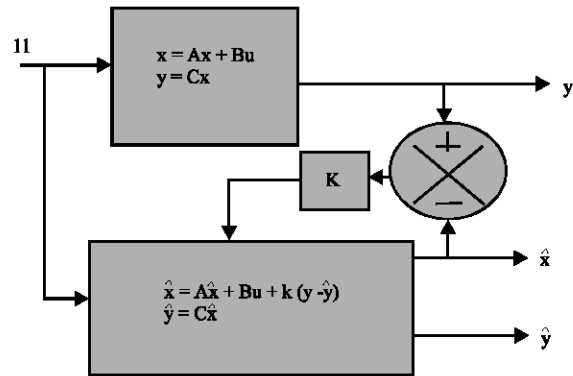 11
x = Ax + Bu
y = Cx
y
+
K
−
x̂ = Ax̂ + Bu + k (y -ŷ)
ŷ = Cx̂
x̂
ŷ